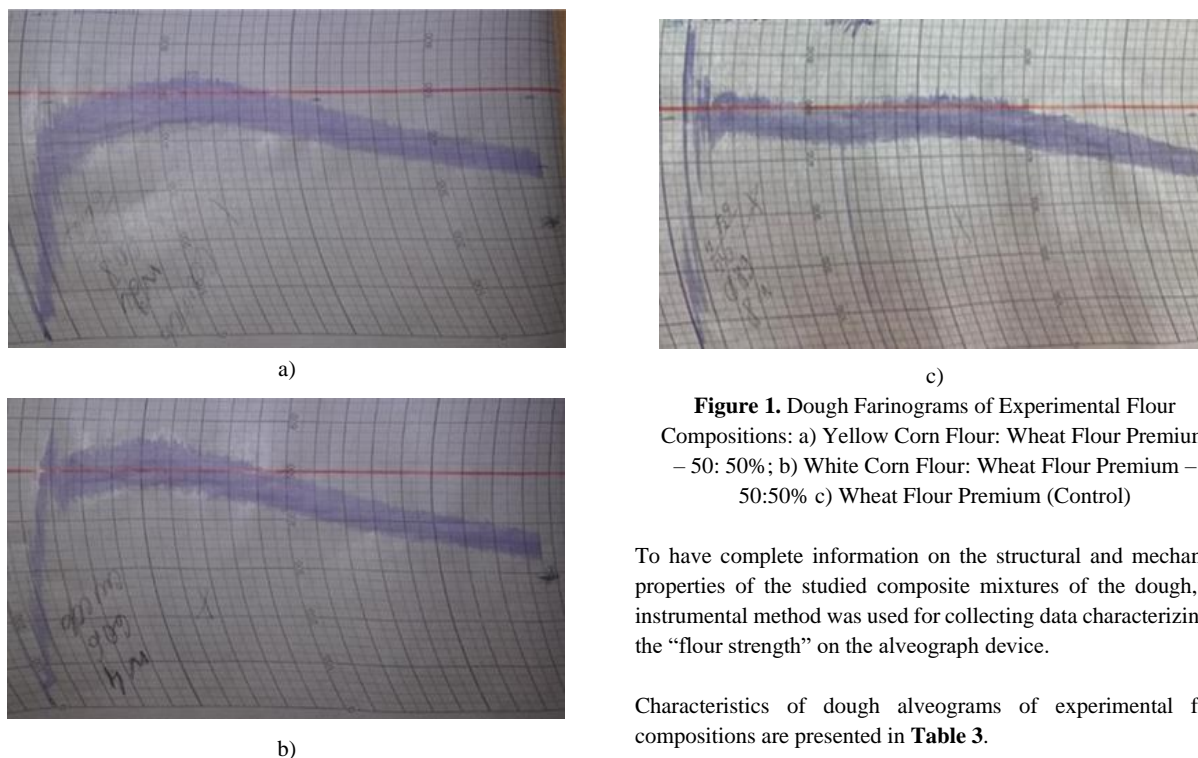 a)
b)
c)
Figure 1. Dough Farinograms of Experimental Flour
Compositions: a) Yellow Corn Flour: Wheat Flour Premiu
– 50: 50%; b) White Corn Flour: Wheat Flour Premium –
50:50% c) Wheat Flour Premium (Control)
To have complete information on the structural and mechan
properties of the studied composite mixtures of the dough,
instrumental method was used for collecting data characterizin
the “flour strength” on the alveograph device.
Characteristics of dough alveograms of experimental f
compositions are presented in Table 3.